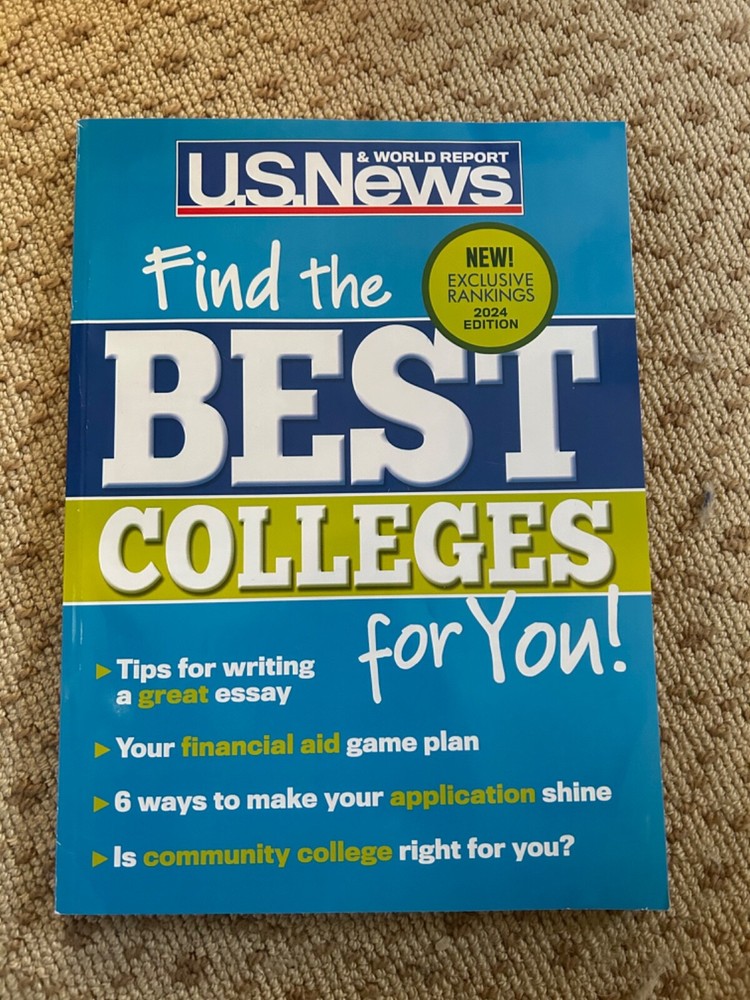 U.S.News & WORLD REPORT
Find the
NEW!
EXCLUSIVE
RANKINGS
2024
EDITION
BEST
COLLEGES
for You!
▶ Tips for writing
a great essay
▶ Your financial aid game plan
▶ 6 ways to make your application shine
▶ Is community college right for you?